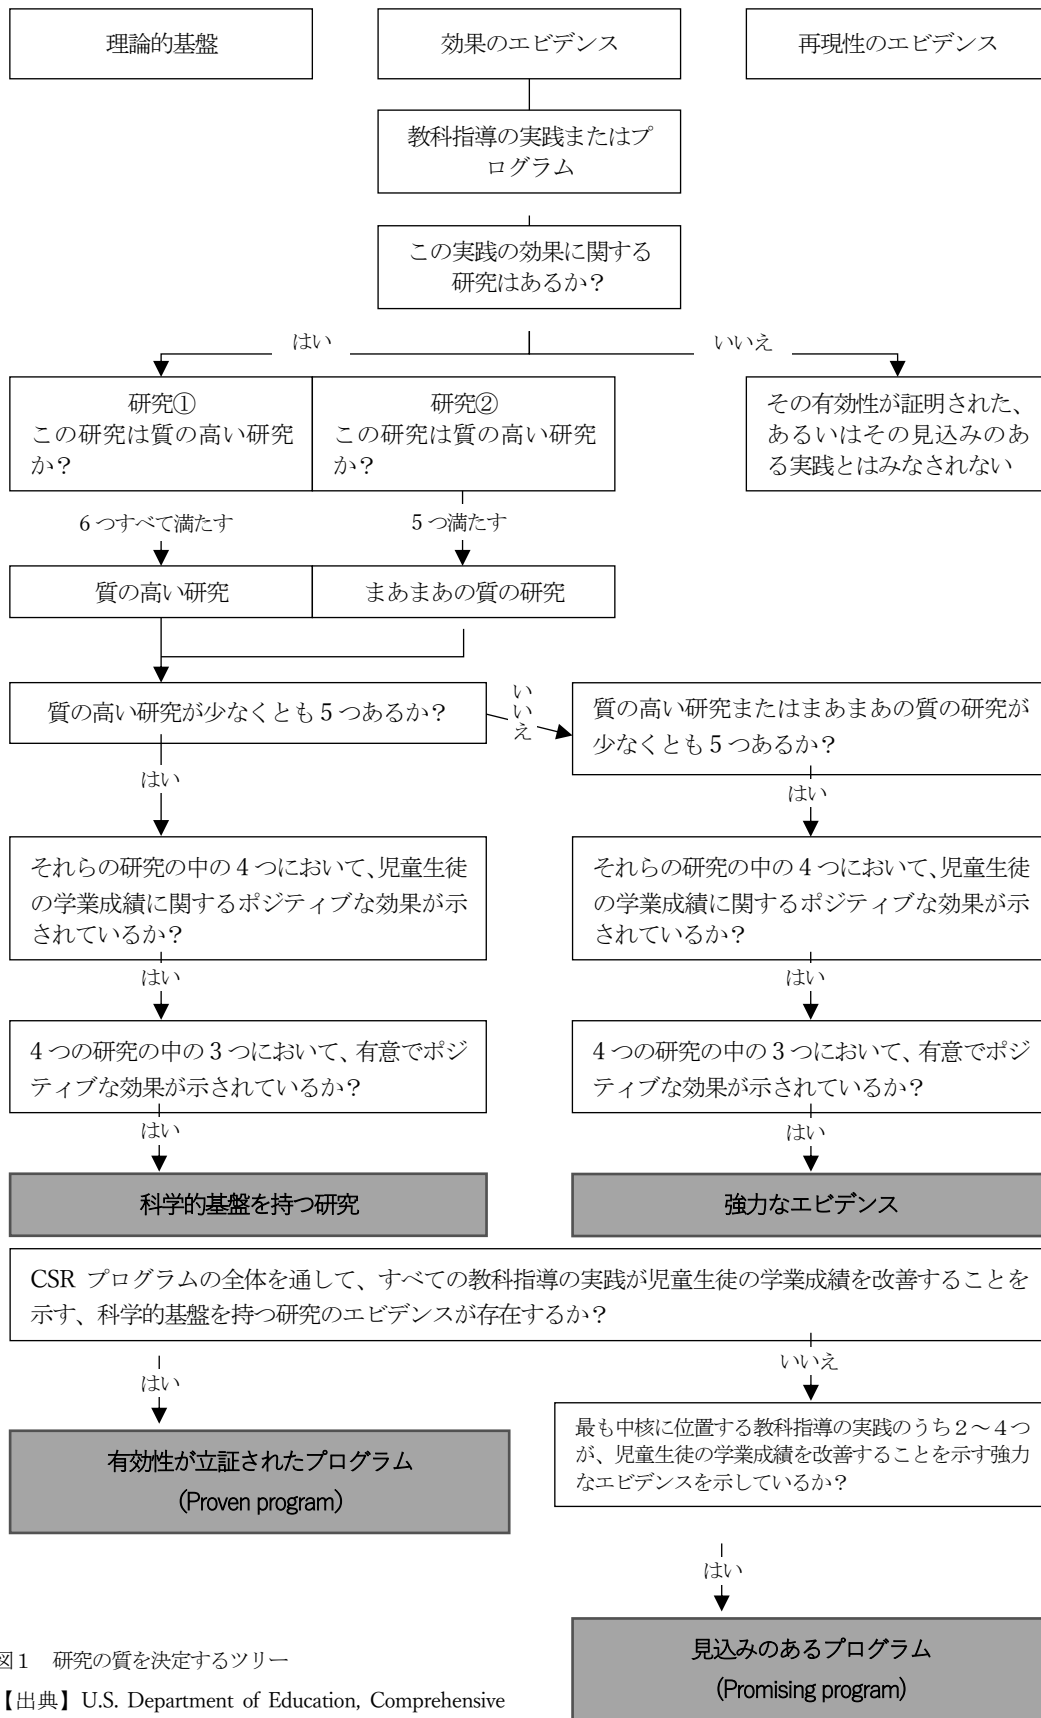 理論的基盤
効果のエビデンス
再現性のエビデンス
教科指導の実践またはプ
ログラム
この実践の効果に関する
研究はあるか？
はい
いいえ
研究①
この研究は質の高い研究
か？
研究②
この研究は質の高い研究
か？
その有効性が証明された、
あるいはその見込みのあ
る実践とはみなされない
6つすべて満たす
5つ満たす
質の高い研究
まあまあの質の研究
質の高い研究が少なくとも5つあるか？
いいえ
質の高い研究またはまあまあの質の研究が
少なくとも5つあるか？
はい
はい
それらの研究の中の4つにおいて、児童生徒
の学業成績に関するポジティブな効果が示
されているか？
それらの研究の中の4つにおいて、児童生徒
の学業成績に関するポジティブな効果が示
されているか？
はい
はい
4つの研究の中の3つにおいて、有意でポジ
ティブな効果が示されているか？
4つの研究の中の3つにおいて、有意でポジ
ティブな効果が示されているか？
はい
はい
科学的基盤を持つ研究
強力なエビデンス
CSR プログラムの全体を通して、すべての教科指導の実践が児童生徒の学業成績を改善することを
示す、科学的基盤を持つ研究のエビデンスが存在するか？
はい
いいえ
有効性が立証されたプログラム
(Proven program)
最も中核に位置する教科指導の実践のうち２～４つ
が、児童生徒の学業成績を改善することを示す強力
なエビデンスを示しているか？
はい
見込みのあるプログラム
(Promising program)
図１　研究の質を決定するツリー
【出典】U.S. Department of Education, Comprehensive